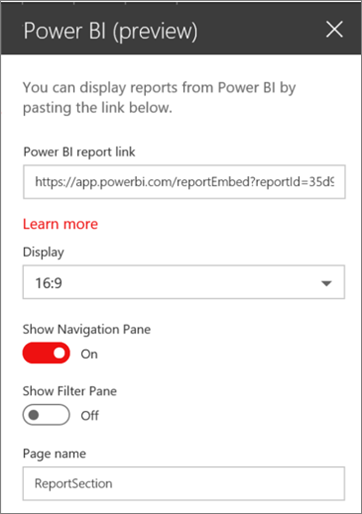 Power BI (preview)
You can display reports from Power BI by
pasting the link below.
Power BI report link
https://app.powerbi.com/reportEmbed?reportId=35d9
Learn more
Display
16:9
Show Navigation Pane
On
Show Filter Pane
Off
Page name
ReportSection